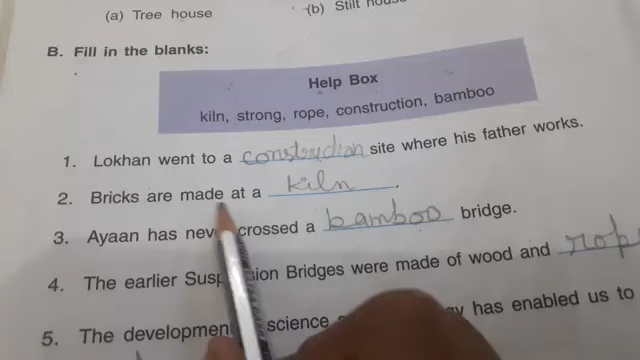 (a) Tree house (b) Stilt house
B. Fill in the blanks:
Help Box
kiln, strong, rope, construction, bamboo
1. Lokhan went to a construction site where his father works.
2. Bricks are made at a kiln.
3. Ayaan has never crossed a bamboo bridge.
4. The earlier Suspension Bridges were made of wood and rope
5. The development science has enabled us to